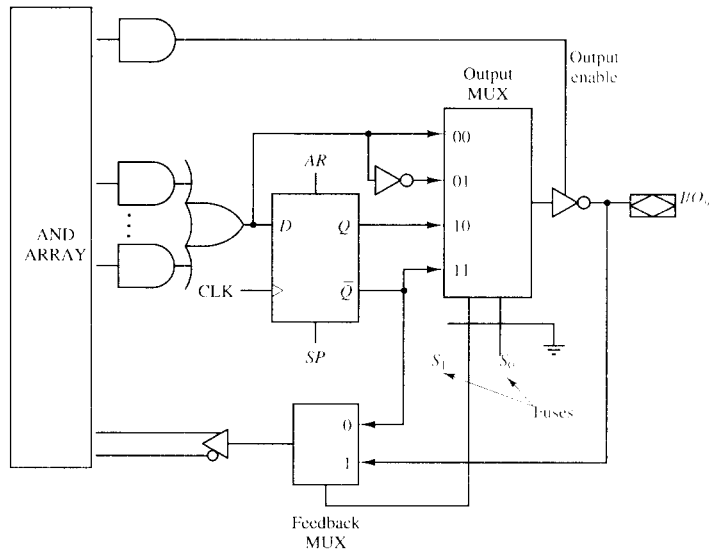 Output
enable
Output
MUX
00
AR
01
I/O
AND
ARRAY
D
Q
10
CLK
Q̅
11
SP
S₁
S₀
Fuses
0
1
Feedback
MUX